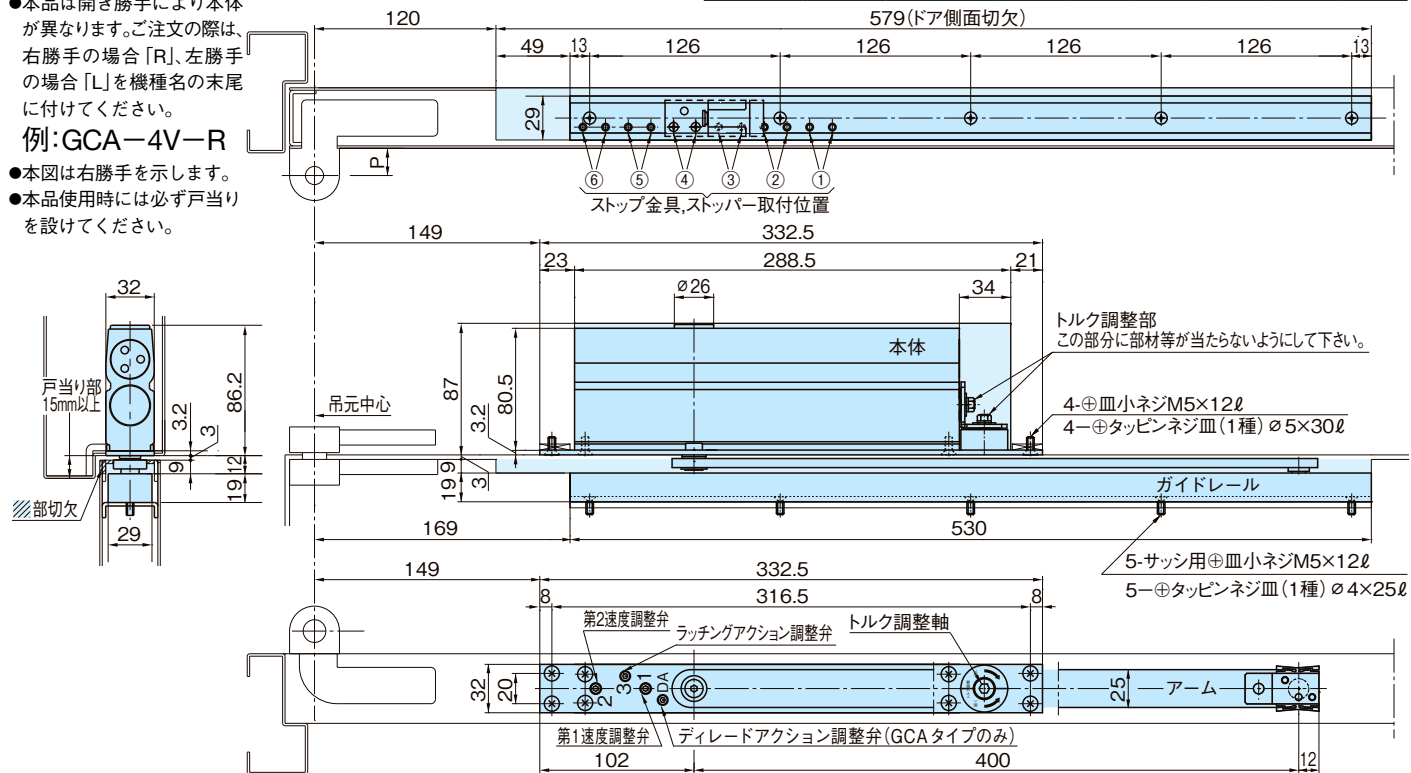 ●本品は開き勝手により本体
が異なります。ご注文の際は、
右勝手の場合「R」、左勝手
の場合「L」を機種名の末尾
に付けてください。
例:GCA−4V−R
●本図は右勝手を示します。
●本品使用時には必ず戸当り
を設けてください。
120
579(ドア側面切欠)
49
13
126
126
126
126
13
29
P
⑥
⑤
④
③
②
①
ストップ金具,ストッパー取付位置
149
332.5
23
288.5
21
ø26
34
トルク調整部
この部分に部材等が当たらないようにして下さい。
本体
87
80.5
3.2
吊元中心
4-⊕皿小ネジM5×12ℓ
4−⊕タッピンネジ皿(1種)ø5×30ℓ
32
戸当り部
15mm以上
86.2
3.2
3
9
12
19
29
部切欠
3
9
19
ガイドレール
169
530
5-サッシ用⊕皿小ネジM5×12ℓ
5−⊕タッピンネジ皿(1種)ø4×25ℓ
149
332.5
8
316.5
8
第2速度調整弁
ラッチングアクション調整弁
トルク調整軸
32
20
2
3
1
DA
25
アーム
第1速度調整弁
ディレードアクション調整弁(GCAタイプのみ)
102
400
12